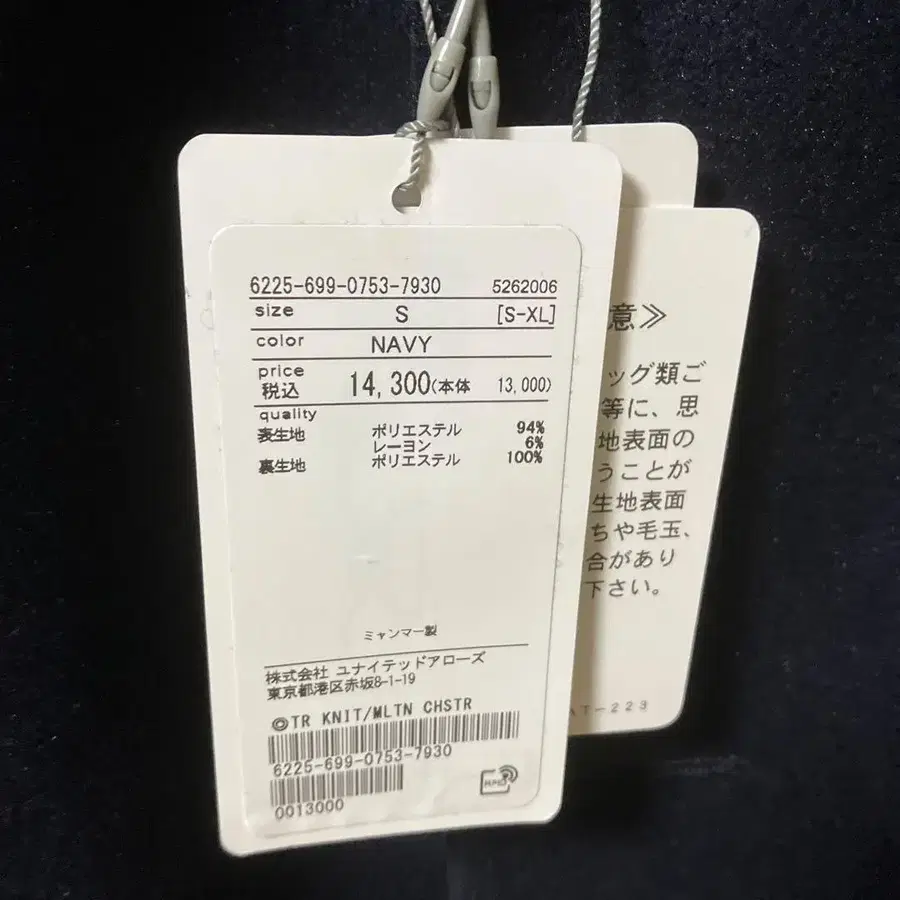 6225-699-0753-7930 5262006
size S [S-XL]
color NAVY
price
税込 14,300(本体 13,000)
quality
表生地 ポリエステル 94%
レーヨン 6%
裏生地 ポリエステル 100%
ミャンマー製
株式会社 ユナイテッドアローズ
東京都港区赤坂8-1-19
◎TR KNIT/MLTN CHSTR
6225-699-0753-7930
0013000
意≫
ッグ類ご
等に、思
地表面の
うことが
生地表面
ちや毛玉、
合があり
下さい。
AT-223